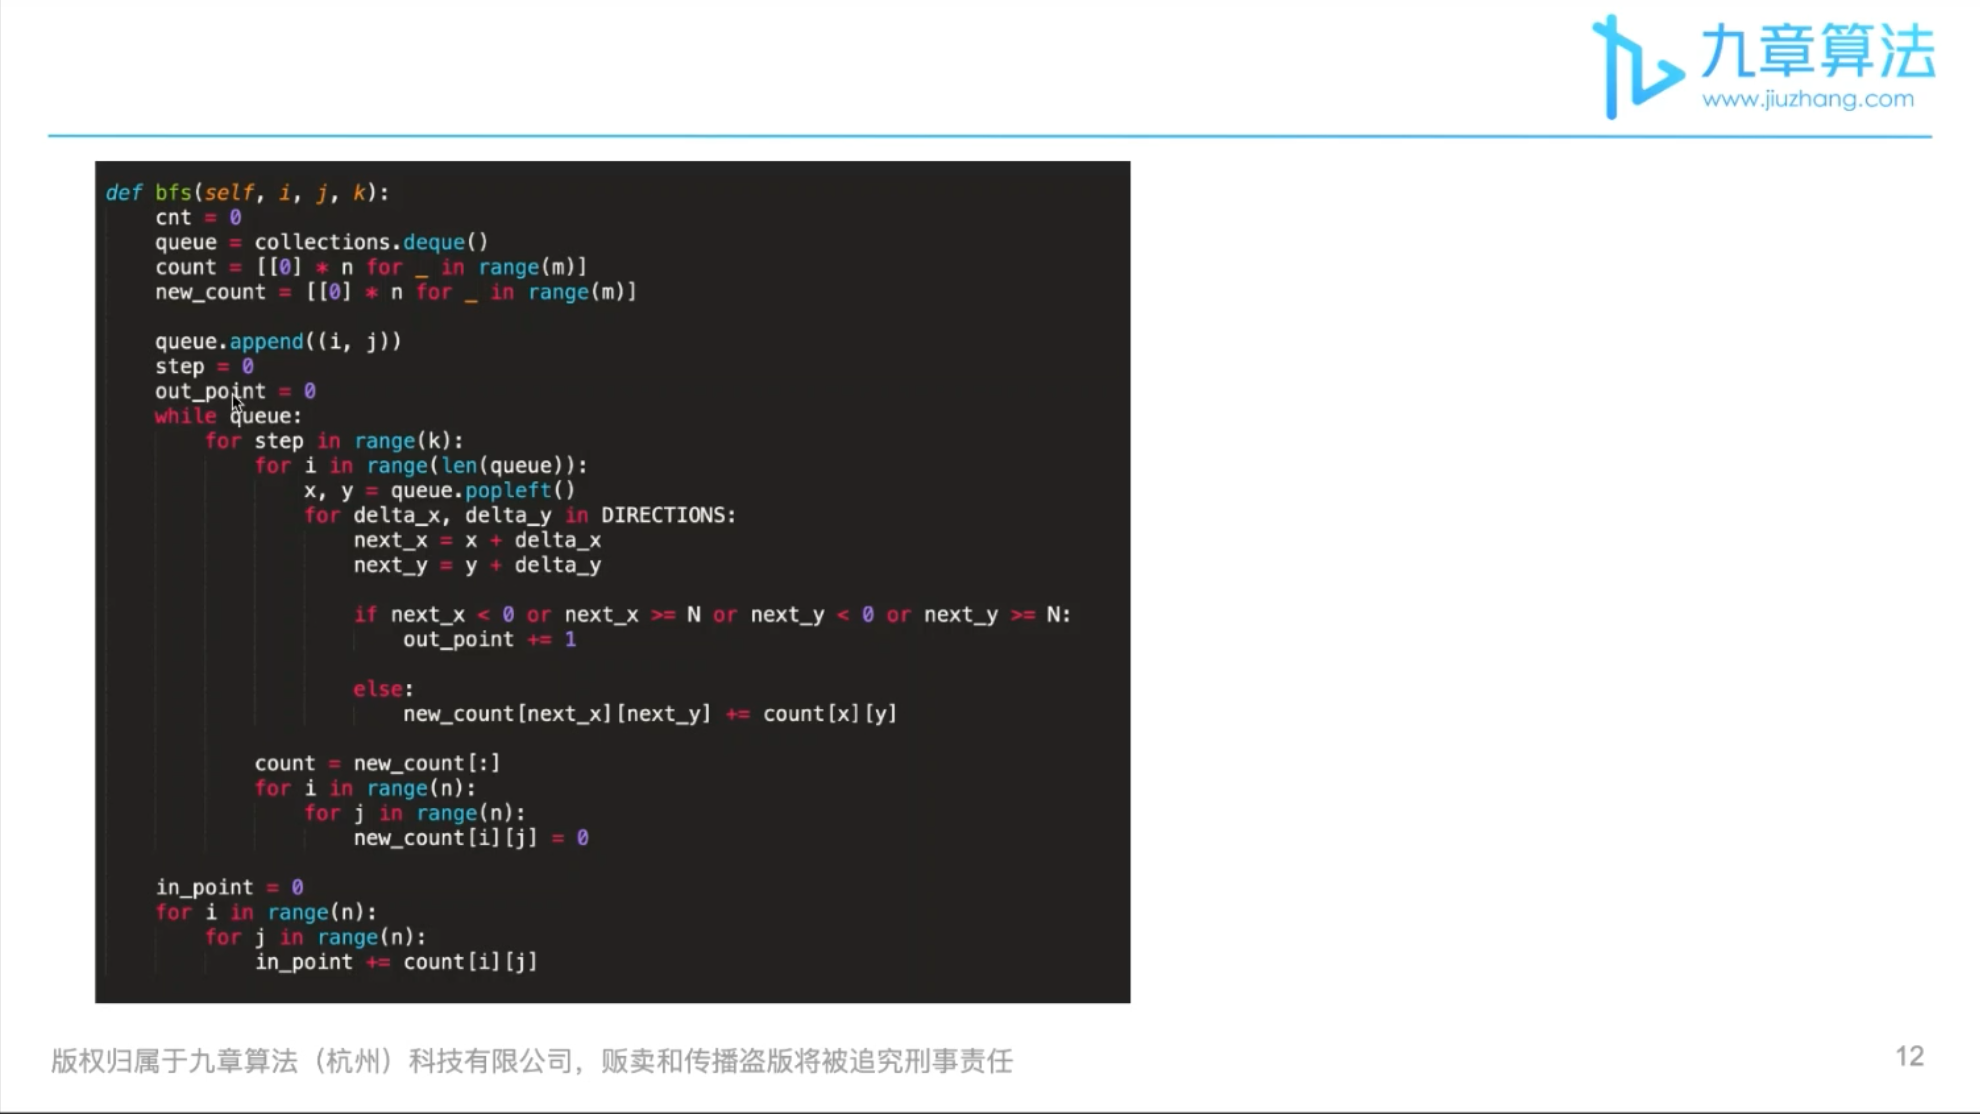 九章算法
www.jiuzhang.com
def bfs(self, i, j, k):
    cnt = 0
    queue = collections.deque()
    count = [[0] * n for _ in range(m)]
    new_count = [[0] * n for _ in range(m)]

    queue.append((i, j))
    step = 0
    out_point = 0
    while queue:
        for step in range(k):
            for i in range(len(queue)):
                x, y = queue.popleft()
                for delta_x, delta_y in DIRECTIONS:
                    next_x = x + delta_x
                    next_y = y + delta_y

                    if next_x < 0 or next_x >= N or next_y < 0 or next_y >= N:
                        out_point += 1

                    else:
                        new_count[next_x][next_y] += count[x][y]

            count = new_count[:]
            for i in range(n):
                for j in range(n):
                    new_count[i][j] = 0

    in_point = 0
    for i in range(n):
        for j in range(n):
            in_point += count[i][j]
版权归属于九章算法（杭州）科技有限公司，贩卖和传播盗版将被追究刑事责任
12